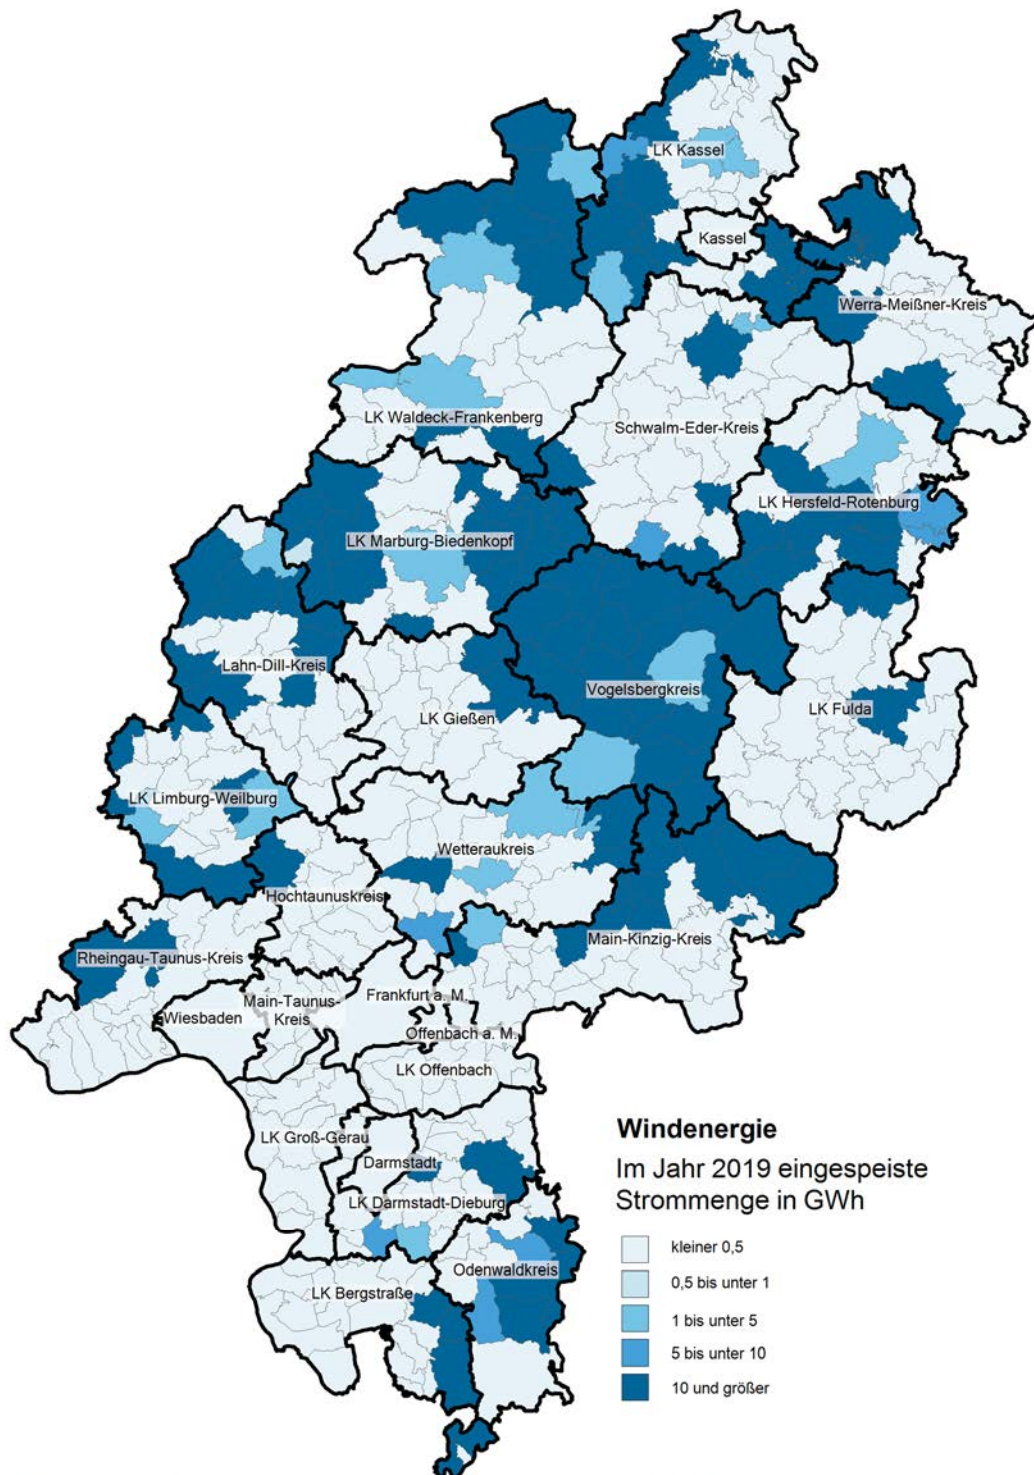 LK Kassel
Kassel
Werra-Meißner-Kreis
LK Waldeck-Frankenberg
Schwalm-Eder-Kreis
LK Hersfeld-Rotenburg
LK Marburg-Biedenkopf
Lahn-Dill-Kreis
Vogelsbergkreis
LK Fulda
LK Gießen
LK Limburg-Weilburg
Wetteraukreis
Hochtaunuskreis
Main-Kinzig-Kreis
Rheingau-Taunus-Kreis
Frankfurt a. M.
Main-Taunus-
Kreis
Wiesbaden
Offenbach a. M.
LK Offenbach
LK Groß-Gerau
Darmstadt
LK Darmstadt-Dieburg
Odenwaldkreis
LK Bergstraße
Windenergie
Im Jahr 2019 eingespeiste
Strommenge in GWh
kleiner 0,5
0,5 bis unter 1
1 bis unter 5
5 bis unter 10
10 und größer